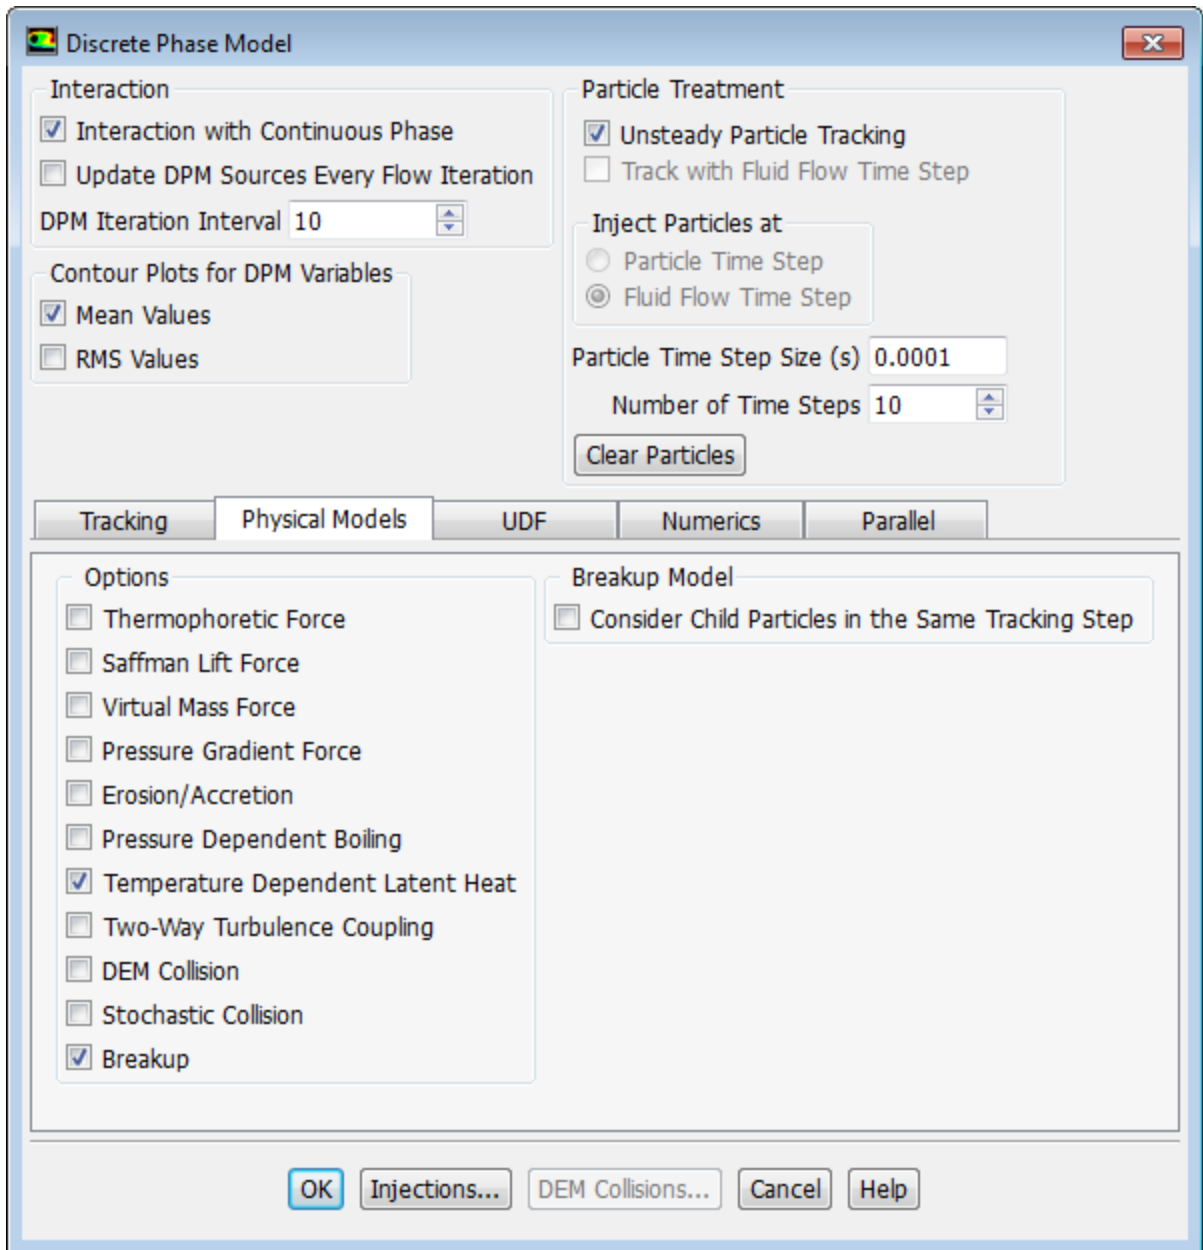 Discrete Phase Model
Interaction
Interaction with Continuous Phase
Update DPM Sources Every Flow Iteration
DPM Iteration Interval 10
Contour Plots for DPM Variables
Mean Values
RMS Values
Particle Treatment
Unsteady Particle Tracking
Track with Fluid Flow Time Step
Inject Particles at
Particle Time Step
Fluid Flow Time Step
Particle Time Step Size (s) 0.0001
Number of Time Steps 10
Clear Particles
Tracking Physical Models UDF Numerics Parallel
Options
Thermophoretic Force
Saffman Lift Force
Virtual Mass Force
Pressure Gradient Force
Erosion/Accretion
Pressure Dependent Boiling
Temperature Dependent Latent Heat
Two-Way Turbulence Coupling
DEM Collision
Stochastic Collision
Breakup
Breakup Model
Consider Child Particles in the Same Tracking Step
OK Injections... DEM Collisions... Cancel Help